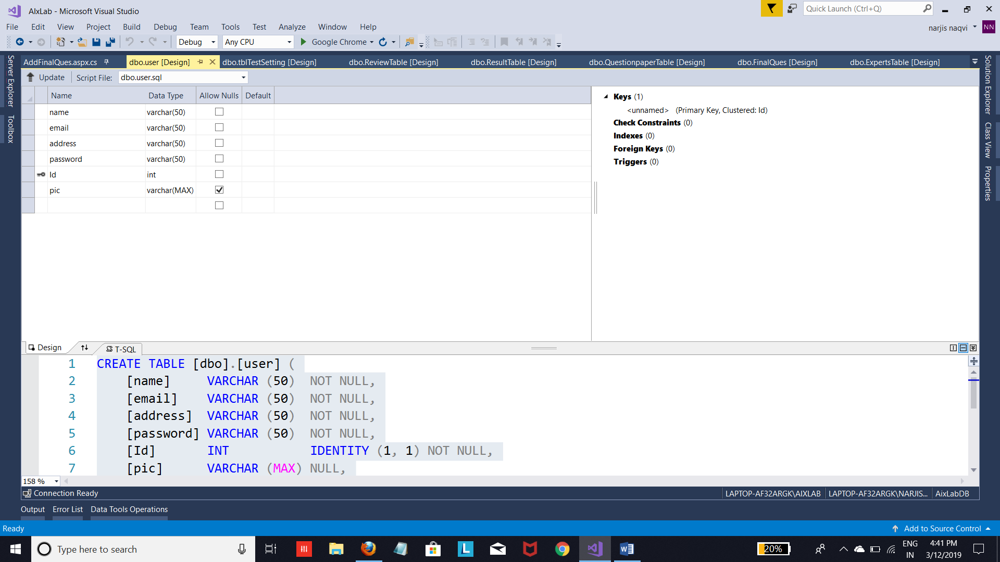 AIxLab - Microsoft Visual Studio
Quick Launch (Ctrl+Q)
File Edit View Project Build Debug Team Tools Test Analyze Window Help
narjis naqvi NN
Debug Any CPU Google Chrome
Server Explorer
Toolbox
AddFinalQues.aspx.cs dbo.user [Design] dbo.tblTestSetting [Design] dbo.ReviewTable [Design] dbo.ResultTable [Design] dbo.QuestionpaperTable [Design] dbo.FinalQues [Design] dbo.ExpertsTable [Design]
Solution Explorer
Class View
Properties
Update Script File: dbo.user.sql
Name Data Type Allow Nulls Default
name varchar(50)
email varchar(50)
address varchar(50)
password varchar(50)
Id int
pic varchar(MAX)
Keys (1)
<unnamed> (Primary Key, Clustered: Id)
Check Constraints (0)
Indexes (0)
Foreign Keys (0)
Triggers (0)
Design T-SQL
1 CREATE TABLE [dbo].[user] (
2 [name] VARCHAR (50) NOT NULL,
3 [email] VARCHAR (50) NOT NULL,
4 [address] VARCHAR (50) NOT NULL,
5 [password] VARCHAR (50) NOT NULL,
6 [Id] INT IDENTITY (1, 1) NOT NULL,
7 [pic] VARCHAR (MAX) NULL,
158 %
Connection Ready LAPTOP-AF32ARGK\AIXLAB LAPTOP-AF32ARGK\NARJIS... AixLabDB
Output Error List Data Tools Operations
Ready Add to Source Control
Type here to search
20%
ENG
IN
4:41 PM
3/12/2019